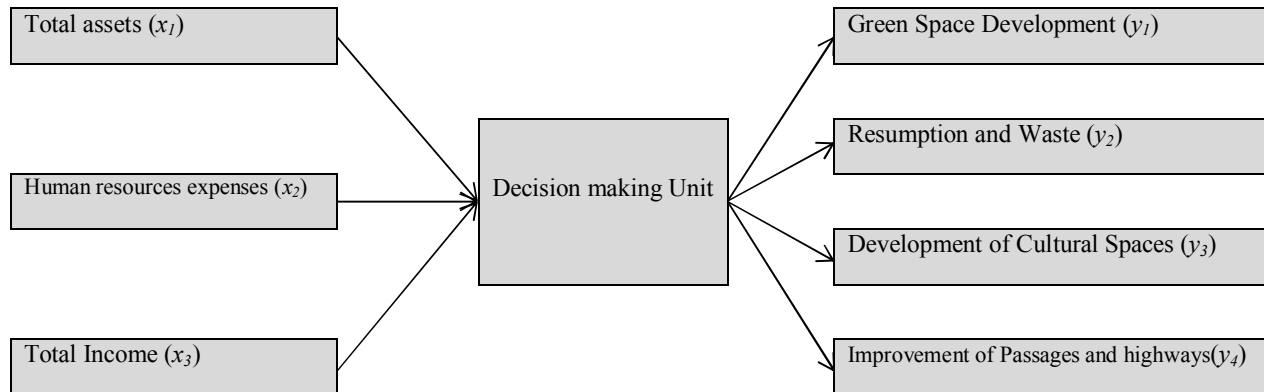 Total assets (x1)
Human resources expenses (x2)
Total Income (x3)
Decision making Unit
Green Space Development (y1)
Resumption and Waste (y2)
Development of Cultural Spaces (y3)
Improvement of Passages and highways(y4)